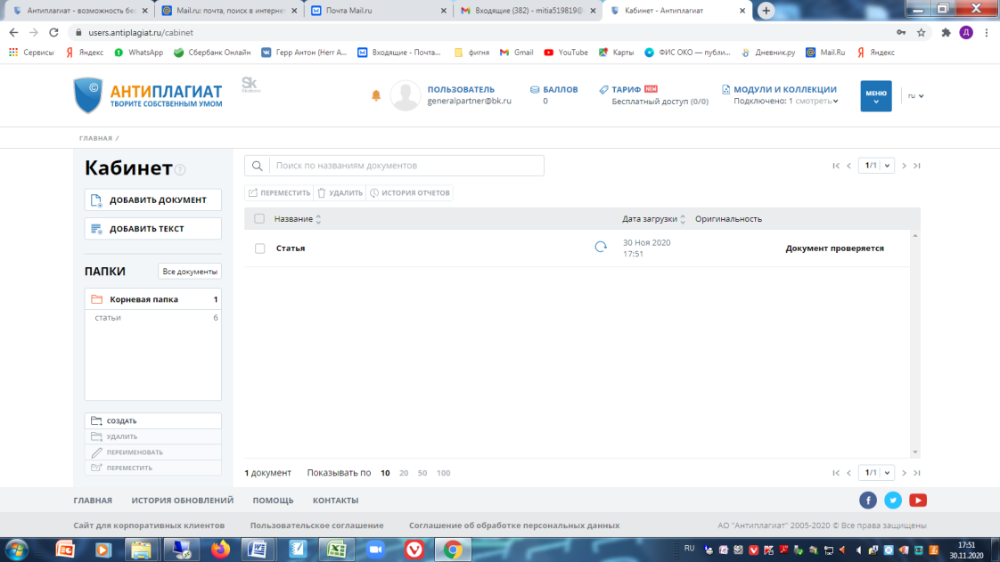 Антиплагиат - возможность бес
Mail.ru: почта, поиск в интернет
Почта Mail.ru
Входящие (382) - mitia519819@
Кабинет - Антиплагиат
users.antiplagiat.ru/cabinet
Д
Сервисы Яндекс WhatsApp Сбербанк Онлайн Герр Антон (Herr A... Входящие - Почта... фигня Gmail YouTube Карты ФИС ОКО — публи... Дневник.ру Mail.Ru Яндекс
АНТИПЛАГИАТ
ТВОРИТЕ СОБСТВЕННЫМ УМОМ
Sk
ПОЛЬЗОВАТЕЛЬ
generalpartner@bk.ru
БАЛЛОВ
0
ТАРИФ NEW
Бесплатный доступ (0/0)
МОДУЛИ И КОЛЛЕКЦИИ
Подключено: 1 смотреть
МЕНЮ
ru
ГЛАВНАЯ /
Кабинет ?
ДОБАВИТЬ ДОКУМЕНТ
ДОБАВИТЬ ТЕКСТ
ПАПКИ Все документы
Корневая папка 1
статьи 6
СОЗДАТЬ
УДАЛИТЬ
ПЕРЕИМЕНОВАТЬ
ПЕРЕМЕСТИТЬ
Поиск по названиям документов
1/1
ПЕРЕМЕСТИТЬ УДАЛИТЬ ИСТОРИЯ ОТЧЕТОВ
Название Дата загрузки Оригинальность
Статья 30 Ноя 2020 Документ проверяется
17:51
1 документ Показывать по 10 20 50 100 1/1
ГЛАВНАЯ ИСТОРИЯ ОБНОВЛЕНИЙ ПОМОЩЬ КОНТАКТЫ
Сайт для корпоративных клиентов Пользовательское соглашение Соглашение об обработке персональных данных АО "Антиплагиат" 2005-2020 © Все права защищены
RU
17:51
30.11.2020